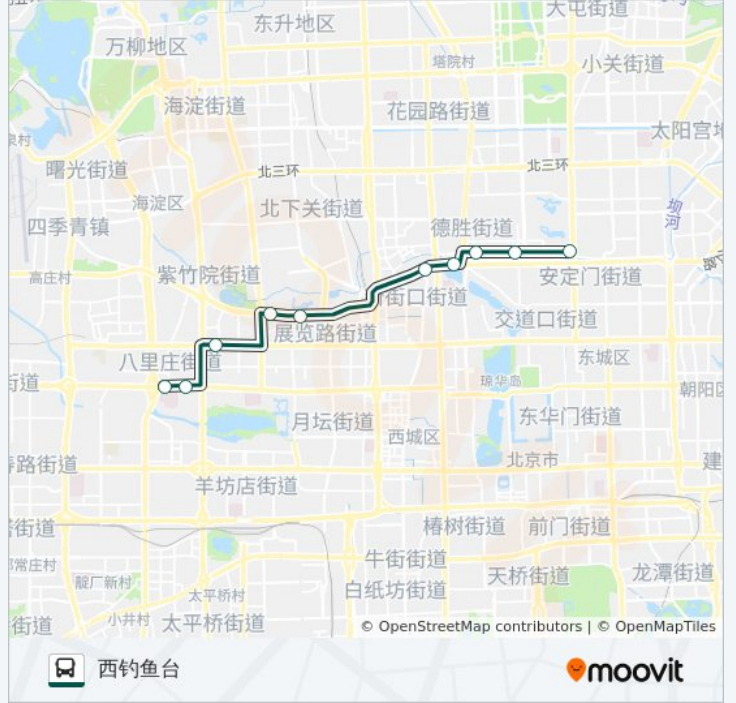 大屯街道
东升地区
万柳地区
塔院村
小关街道
海淀街道
花园路街道
泉村
太阳宫地
曙光街道
北三环
北三环
海淀区
北下关街道
坝河
四季青镇
德胜街道
高庄村
紫竹院街道
安定门街道
街口街道
交道口街道
展览路街道
八里庄街道
东城区
街道
琼华岛
朝阳区
月坛街道
东华门街道
西城区
路街道
北京市
建
羊坊店街道
街道
椿树街道
前门街道
牛街街道
常庄村
靛厂新村
天桥街道
龙潭街道
太平桥村
白纸坊街道
小井村
街道
太平桥街道
© OpenStreetMap contributors | © OpenMapTiles
西钓鱼台
moovit